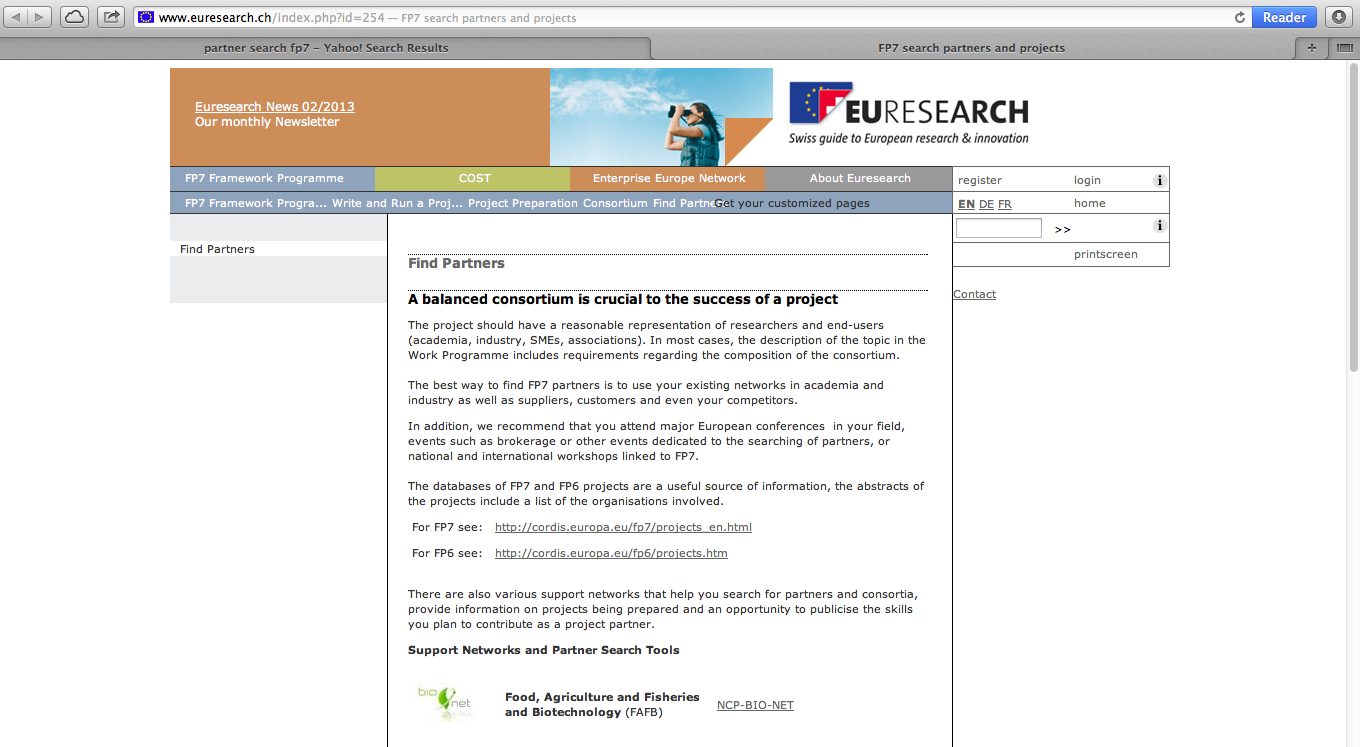 www.euresearch.ch/index.php?id=254 — FP7 search partners and projects
Reader
partner search fp7 – Yahoo! Search Results
FP7 search partners and projects
Euresearch News 02/2013
Our monthly Newsletter
EURESEARCH
Swiss guide to European research & innovation
FP7 Framework Programme
COST
Enterprise Europe Network
About Euresearch
register
login
FP7 Framework Progra... Write and Run a Proj... Project Preparation Consortium Find Partners Get your customized pages
EN DE FR
home
>>
printscreen
Contact
Find Partners
Find Partners
A balanced consortium is crucial to the success of a project
The project should have a reasonable representation of researchers and end-users
(academia, industry, SMEs, associations). In most cases, the description of the topic in the
Work Programme includes requirements regarding the composition of the consortium.
The best way to find FP7 partners is to use your existing networks in academia and
industry as well as suppliers, customers and even your competitors.
In addition, we recommend that you attend major European conferences  in your field,
events such as brokerage or other events dedicated to the searching of partners, or
national and international workshops linked to FP7.
The databases of FP7 and FP6 projects are a useful source of information, the abstracts of
the projects include a list of the organisations involved.
For FP7 see: http://cordis.europa.eu/fp7/projects_en.html
For FP6 see: http://cordis.europa.eu/fp6/projects.htm
There are also various support networks that help you search for partners and consortia,
provide information on projects being prepared and an opportunity to publicise the skills
you plan to contribute as a project partner.
Support Networks and Partner Search Tools
bio net
Food, Agriculture and Fisheries
and Biotechnology (FAFB)
NCP-BIO-NET